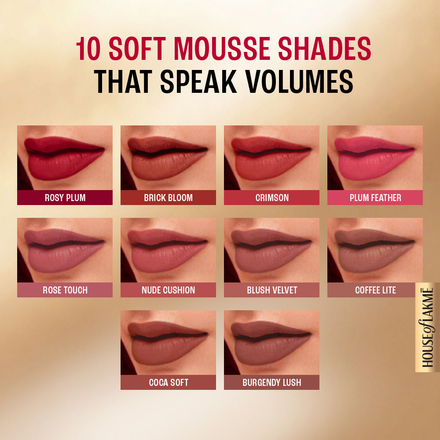 10 SOFT MOUSSE SHADES
THAT SPEAK VOLUMES
ROSY PLUM
BRICK BLOOM
CRIMSON
PLUM FEATHER
ROSE TOUCH
NUDE CUSHION
BLUSH VELVET
COFFEE LITE
COCA SOFT
BURGENDY LUSH
HOUSE of LAKMĒ